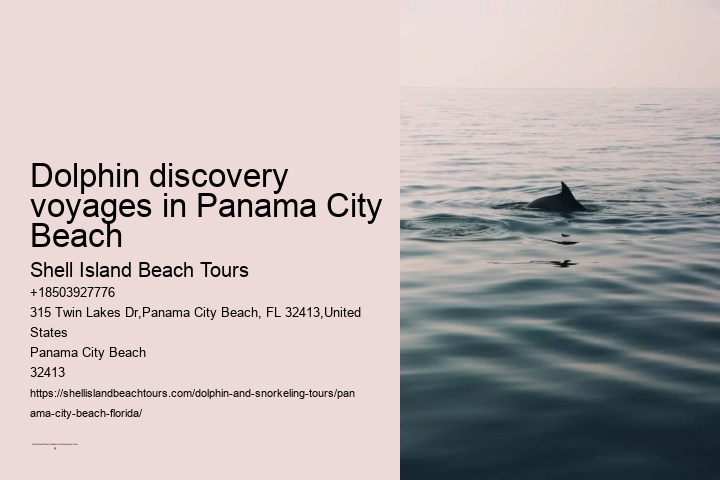 Dolphin discovery
voyages in Panama City
Beach
Shell Island Beach Tours
+18503927776
315 Twin Lakes Dr,Panama City Beach, FL 32413,United
States
Panama City Beach
32413
https://shellislandbeachtours.com/dolphin-and-snorkeling-tours/pan
ama-city-beach-florida/